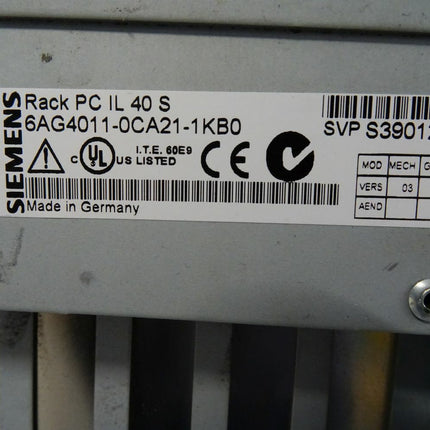 SIEMENS
Rack PC IL 40 S
6AG4011-0CA21-1KB0
SVP S39012
C UL US LISTED
I.T.E. 60E9
CE
Made in Germany
MOD MECH
VERS 03
AEND